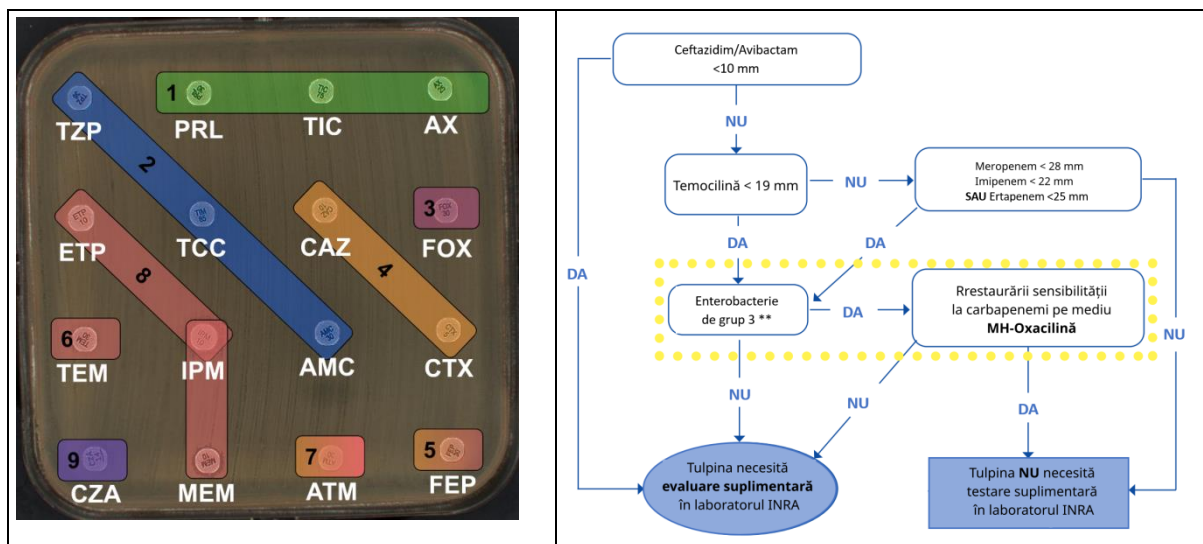 1
TZP PRL TIC AX
2
3
ETP TCC CAZ FOX
8
4
6
TEM IPM AMC CTX
9
7
5
CZA MEM ATM FEP
Ceftazidim/Avibactam
<10 mm
NU
Temocilină < 19 mm
NU
Meropenem < 28 mm
Imipenem < 22 mm
SAU Ertapenem <25 mm
DA
DA
DA
Enterobacterie
de grup 3 **
DA
Rrestaurării sensibilității
la carbapenemi pe mediu
MH-Oxacilină
NU
NU
NU
DA
Tulpina necesită
evaluare suplimentară
în laboratorul INRA
Tulpina NU necesită
testare suplimentară
în laboratorul INRA